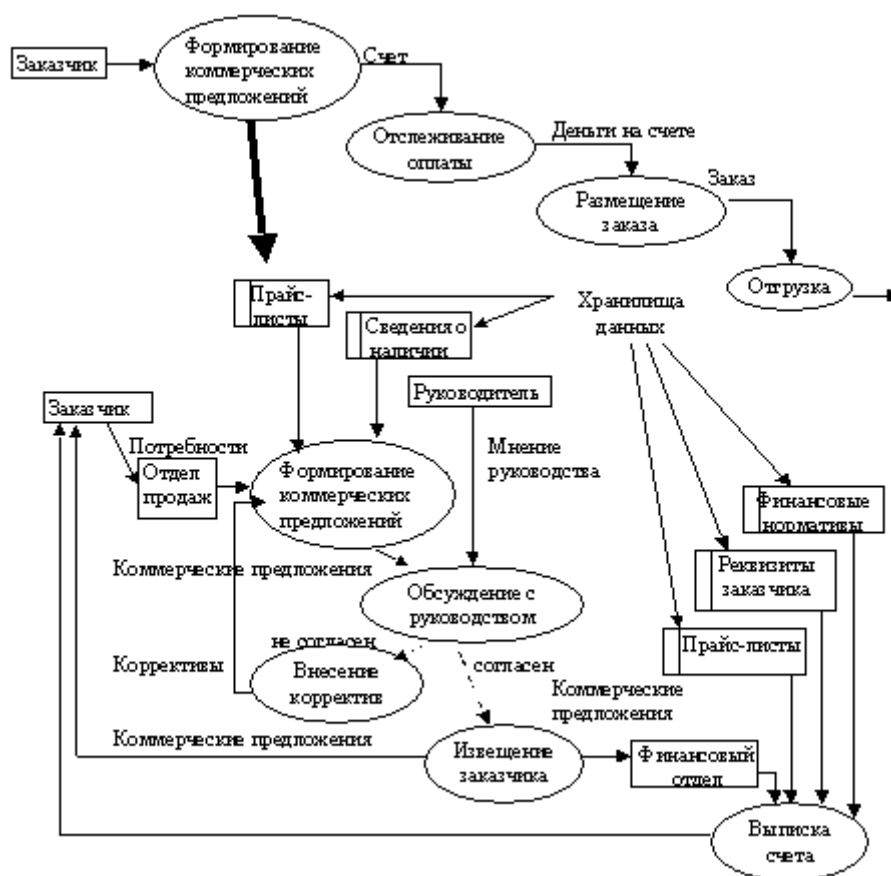 Заказчик
Формирование
коммерческих
предложений
Счет
Отслеживание
оплаты
Деньги на счете
Размещение
заказа
Заказ
Отгрузка
Прайс-
листы
Сведения о
наличии
Хранилища
данных
Руководитель
Заказчик
Потребности
Отдел
продаж
Формирование
коммерческих
предложений
Мнение
руководства
Финансовые
нормативы
Коммерческие предложения
Обсуждение с
руководством
Реквизиты
заказчика
Прайс-листы
не согласен
согласен
Коррективы
Внесение
корректив
Коммерческие
предложения
Коммерческие предложения
Извещение
заказчика
Финансовый
отдел
Выписка
счета